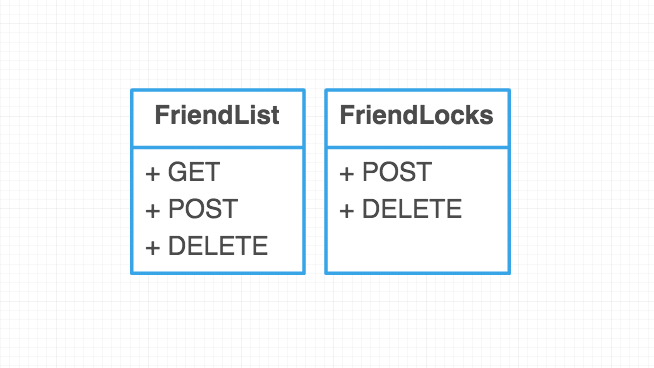 FriendList
+ GET
+ POST
+ DELETE
FriendLocks
+ POST
+ DELETE